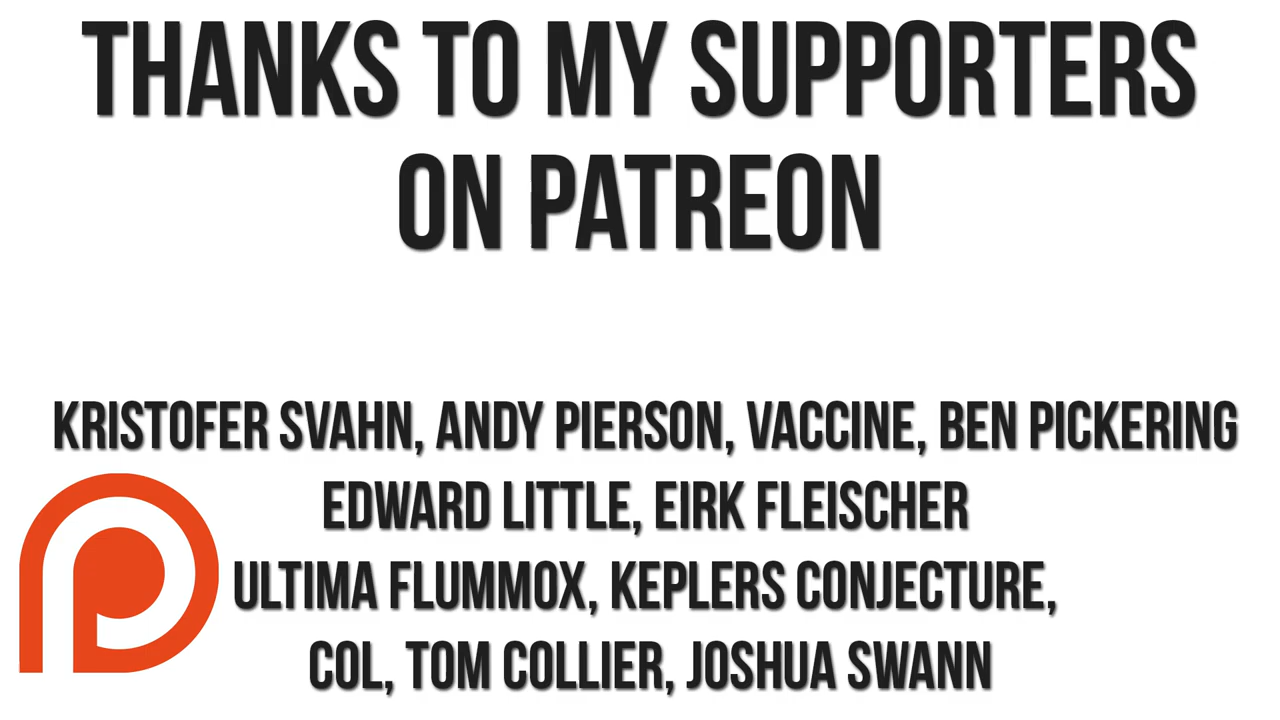 THANKS TO MY SUPPORTERS
ON PATREON
KRISTOFER SVAHN, ANDY PIERSON, VACCINE, BEN PICKERING
EDWARD LITTLE, EIRK FLEISCHER
ULTIMA FLUMMOX, KEPLERS CONJECTURE,
COL, TOM COLLIER, JOSHUA SWANN